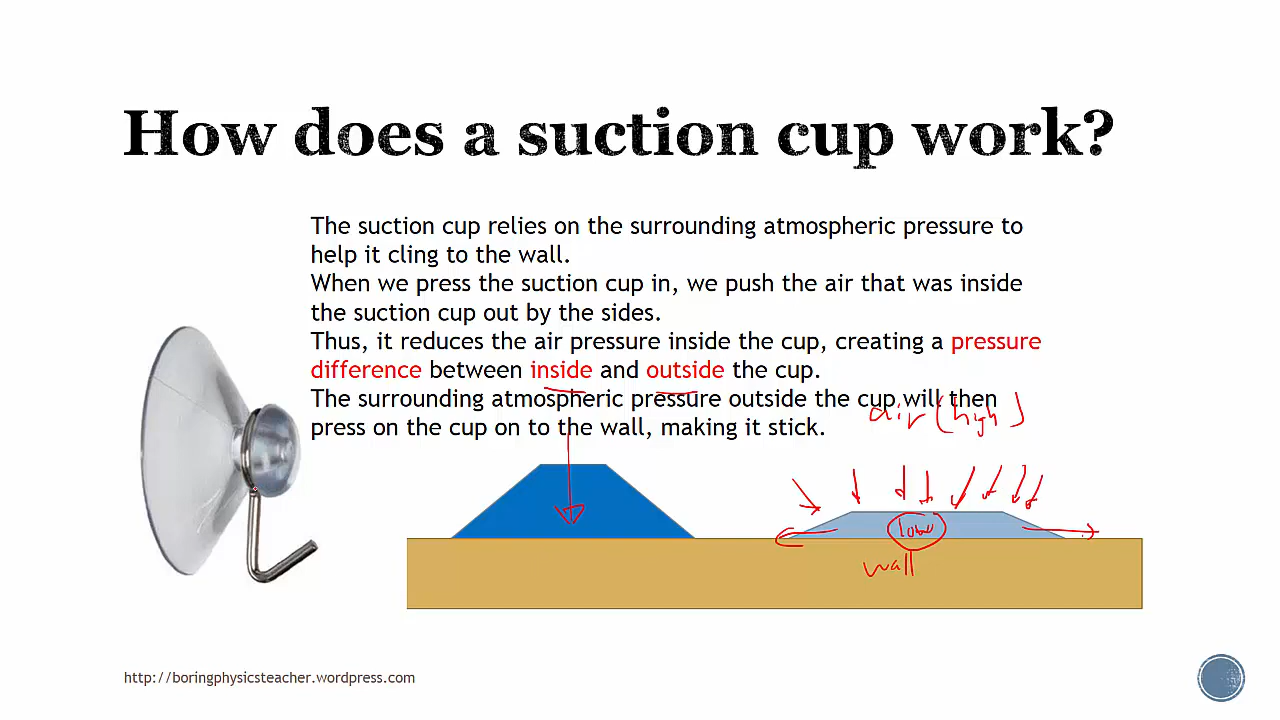 How does a suction cup work?
The suction cup relies on the surrounding atmospheric pressure to
help it cling to the wall.
When we press the suction cup in, we push the air that was inside
the suction cup out by the sides.
Thus, it reduces the air pressure inside the cup, creating a pressure
difference between inside and outside the cup.
The surrounding atmospheric pressure outside the cup will then
press on the cup on to the wall, making it stick.
air (high)
low
wall
http://boringphysicsteacher.wordpress.com